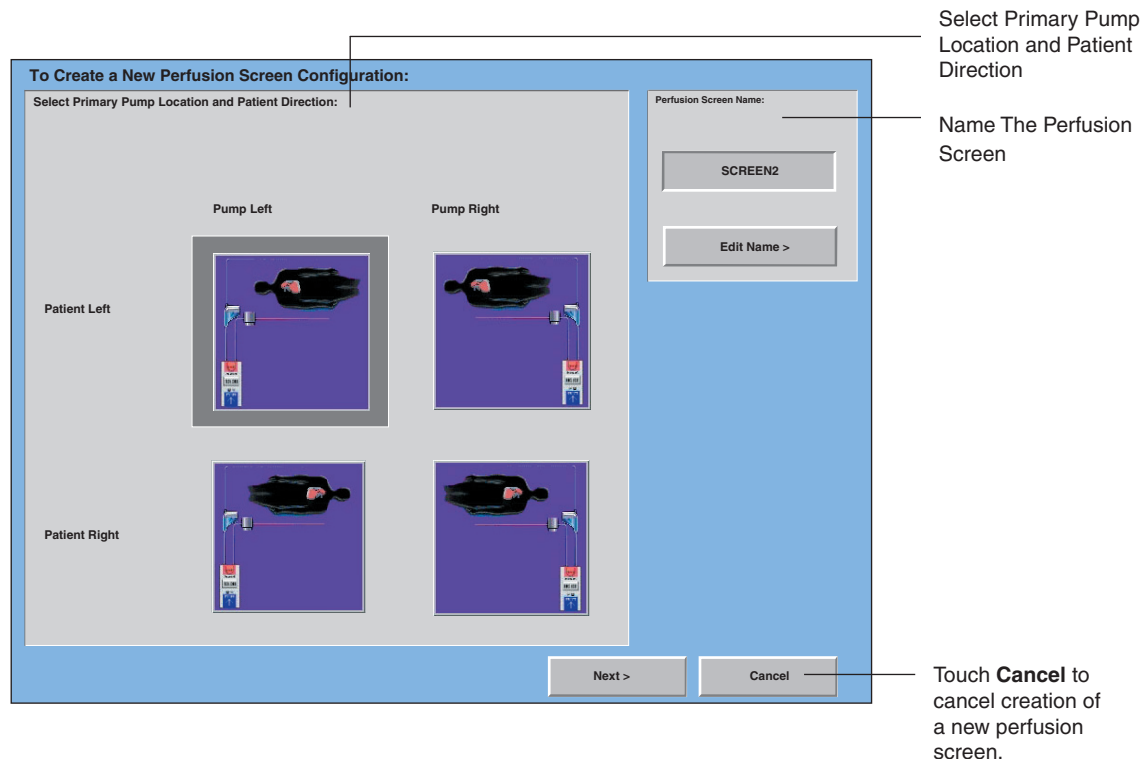 Select Primary Pump
Location and Patient
Direction
To Create a New Perfusion Screen Configuration:
Select Primary Pump Location and Patient Direction:
Perfusion Screen Name:
Name The Perfusion
Screen
SCREEN2
Pump Left
Pump Right
Edit Name >
Patient Left
Patient Right
Next >
Cancel
Touch Cancel to
cancel creation of
a new perfusion
screen.